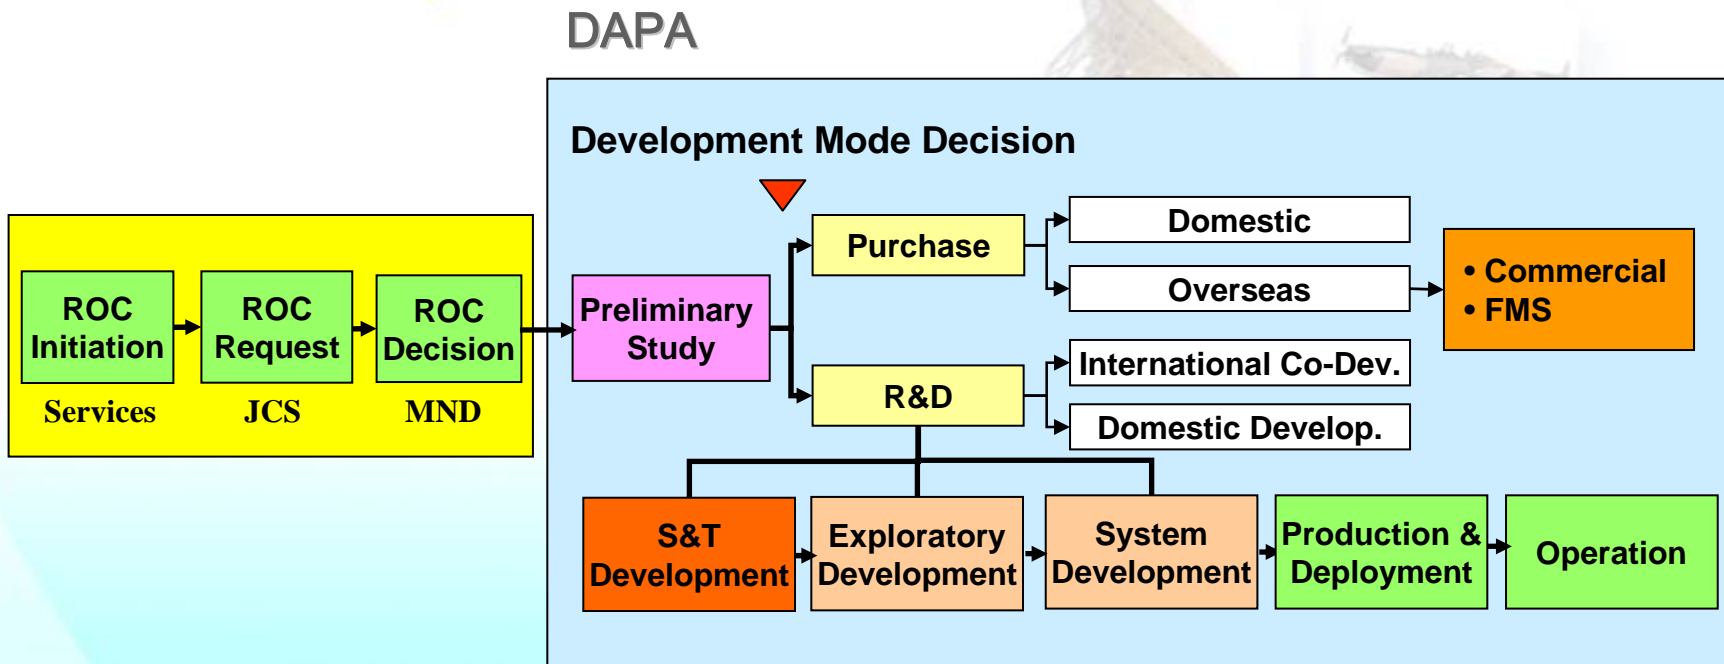 DAPA
Development Mode Decision
ROC
Initiation
Services
ROC
Request
JCS
ROC
Decision
MND
Preliminary
Study
Purchase
Domestic
Overseas
• Commercial
• FMS
R&D
International Co-Dev.
Domestic Develop.
S&T
Development
Exploratory
Development
System
Development
Production &
Deployment
Operation